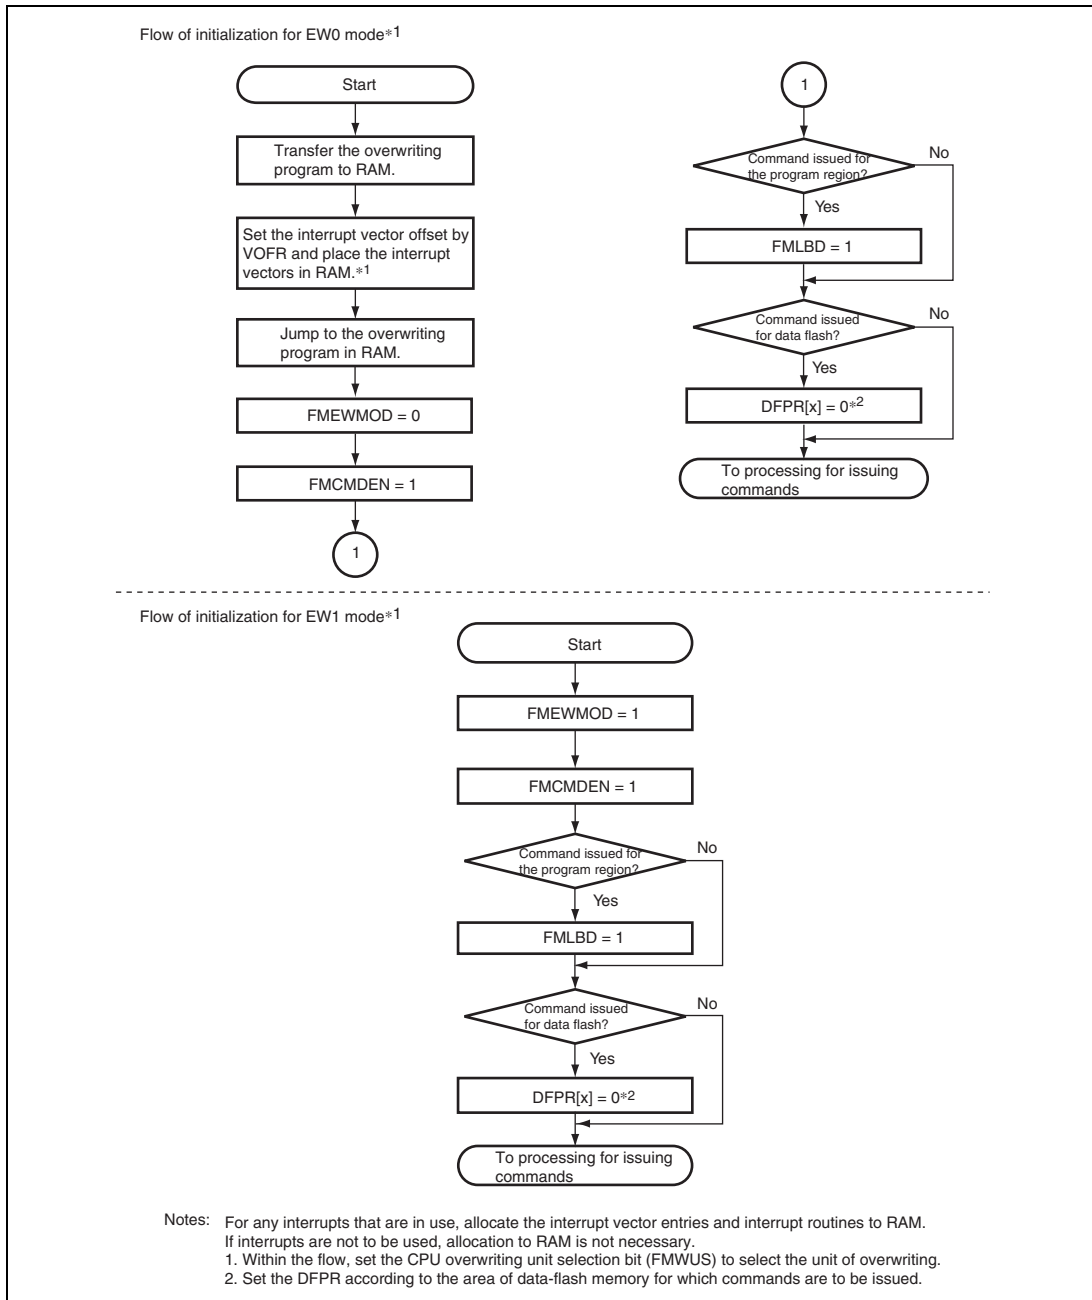 Flow of initialization for EW0 mode*1
Start
Transfer the overwriting
program to RAM.
Set the interrupt vector offset by
VOFR and place the interrupt
vectors in RAM.*1
Jump to the overwriting
program in RAM.
FMEWMOD = 0
FMCMDEN = 1
1
1
Command issued for
the program region?
No
Yes
FMLBD = 1
Command issued
for data flash?
No
Yes
DFPR[x] = 0*2
To processing for issuing
commands
Flow of initialization for EW1 mode*1
Start
FMEWMOD = 1
FMCMDEN = 1
Command issued for
the program region?
No
Yes
FMLBD = 1
Command issued
for data flash?
No
Yes
DFPR[x] = 0*2
To processing for issuing
commands
Notes: For any interrupts that are in use, allocate the interrupt vector entries and interrupt routines to RAM.
If interrupts are not to be used, allocation to RAM is not necessary.
1. Within the flow, set the CPU overwriting unit selection bit (FMWUS) to select the unit of overwriting.
2. Set the DFPR according to the area of data-flash memory for which commands are to be issued.